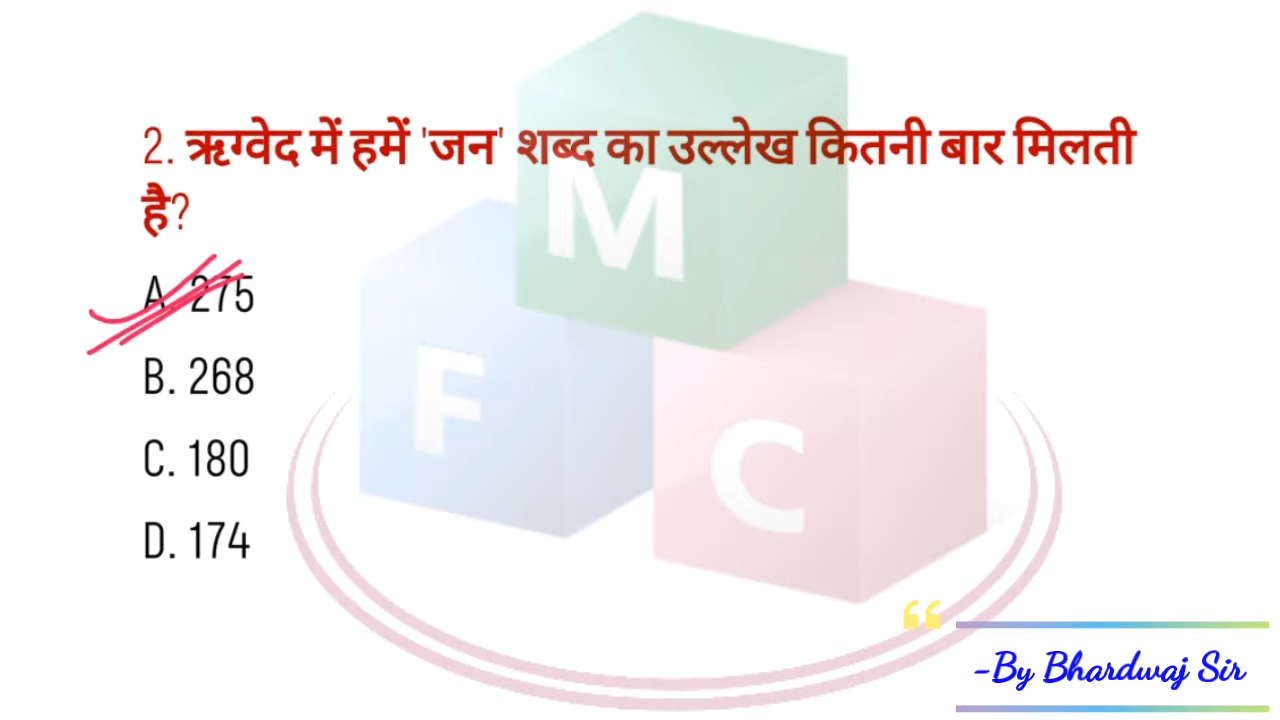 2. ऋग्वेद में हमें 'जन' शब्द का उल्लेख कितनी बार मिलती
है?
A. 275
B. 268
C. 180
D. 174
M
F
C
“
-By Bhardwaj Sir